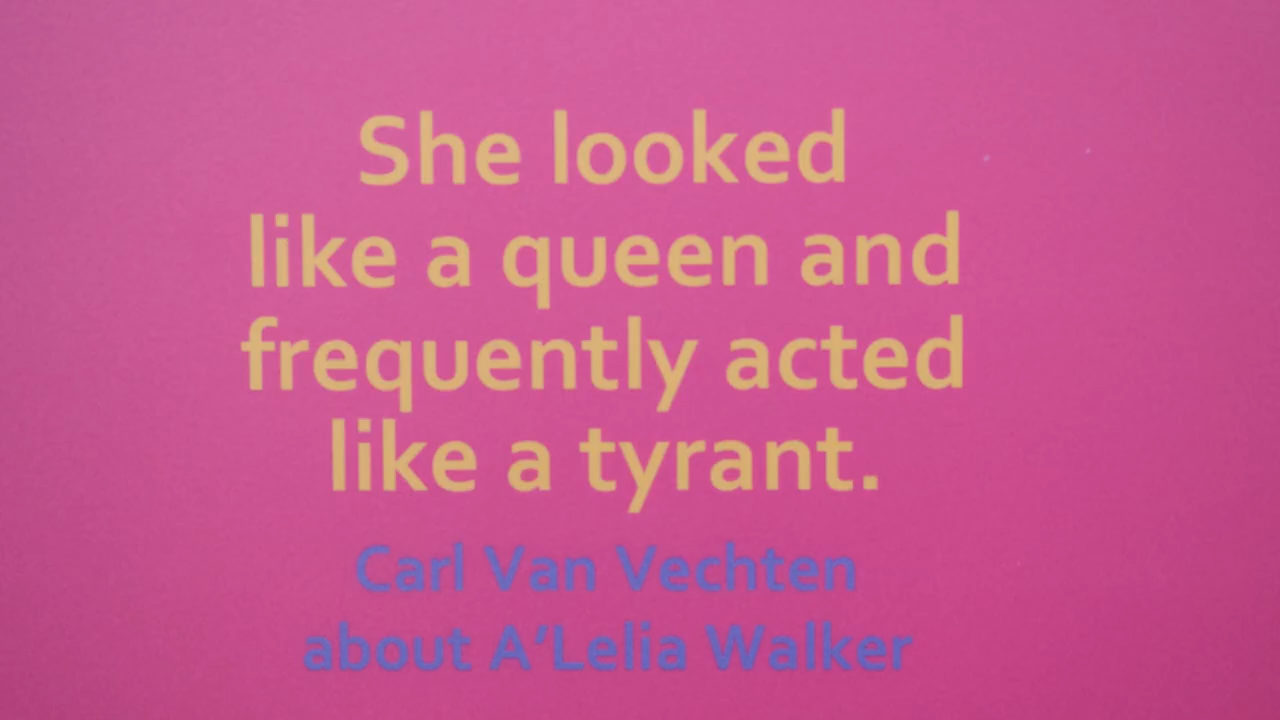 She looked
like a queen and
frequently acted
like a tyrant.
Carl Van Vechten
about A'Lelia Walker